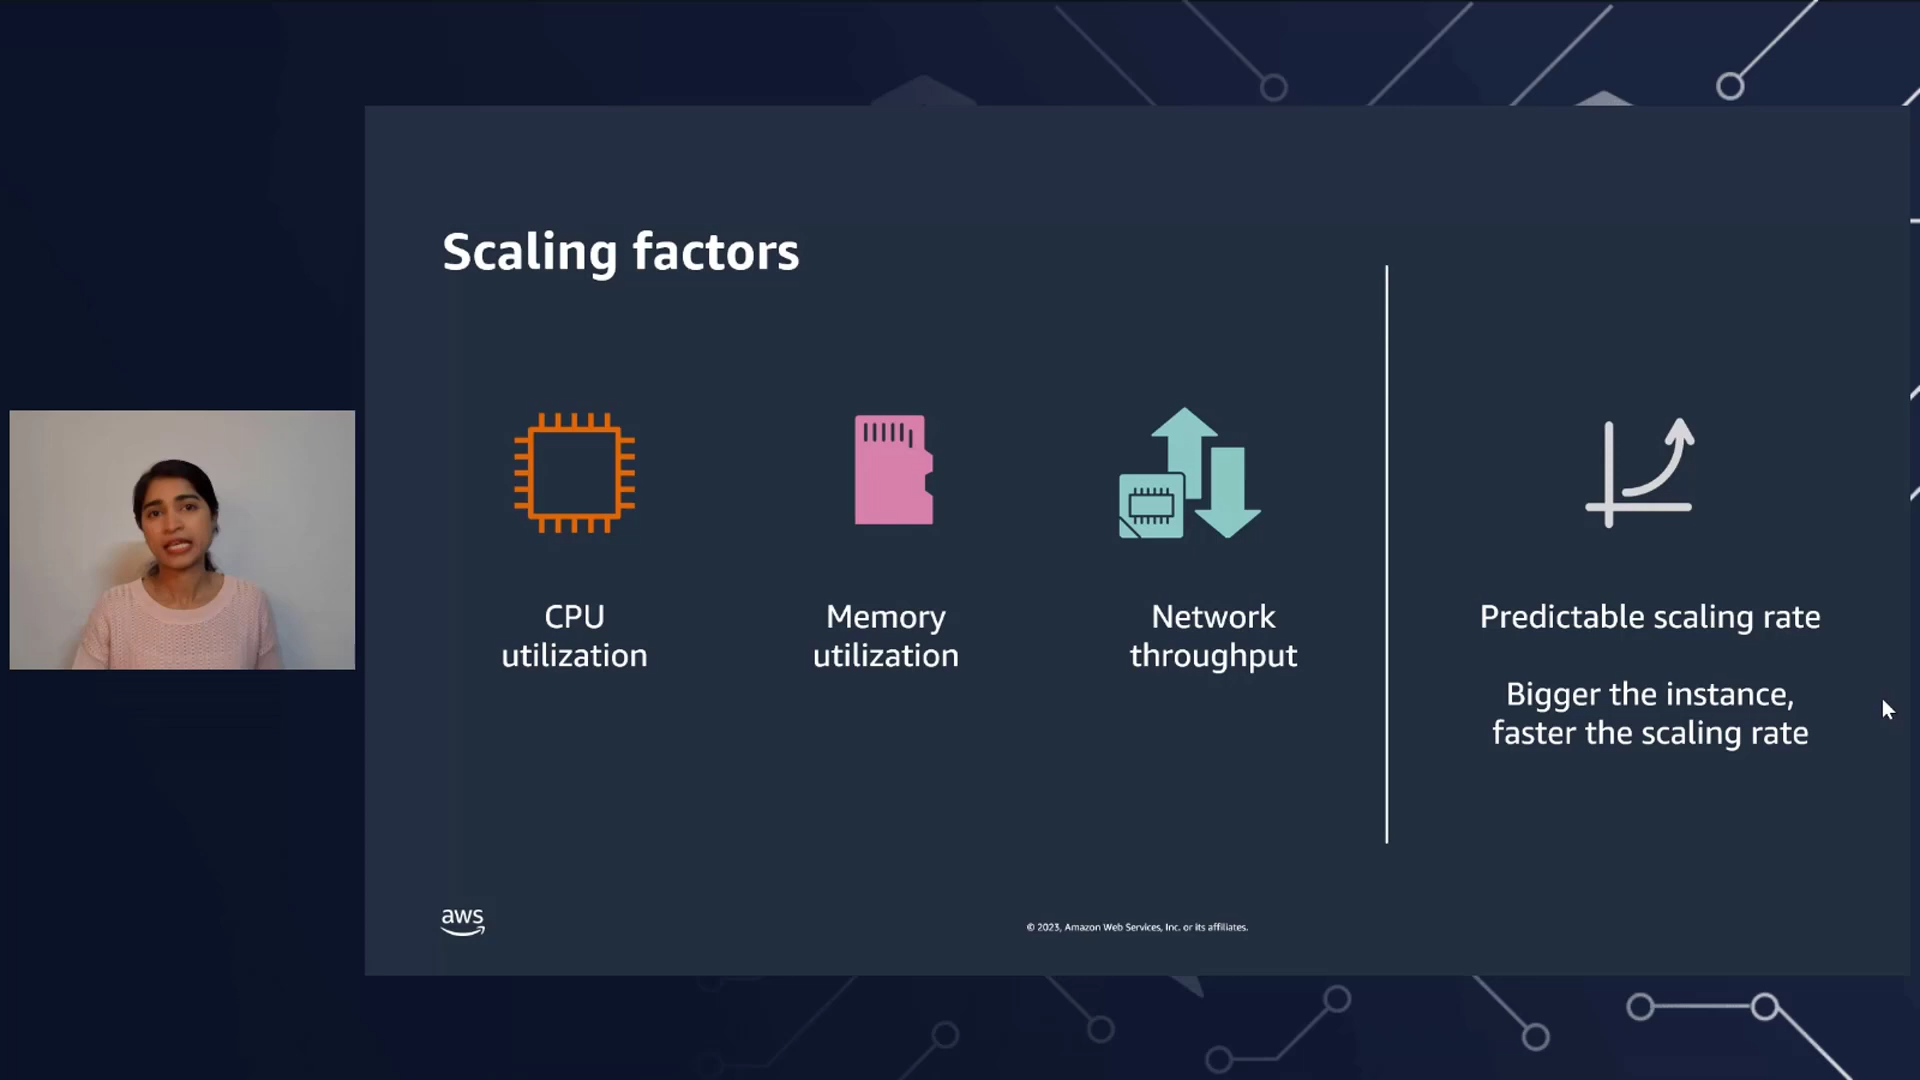 Scaling factors
CPU
utilization
Memory
utilization
Network
throughput
Predictable scaling rate
Bigger the instance,
faster the scaling rate
aws
© 2023, Amazon Web Services, Inc. or its affiliates.